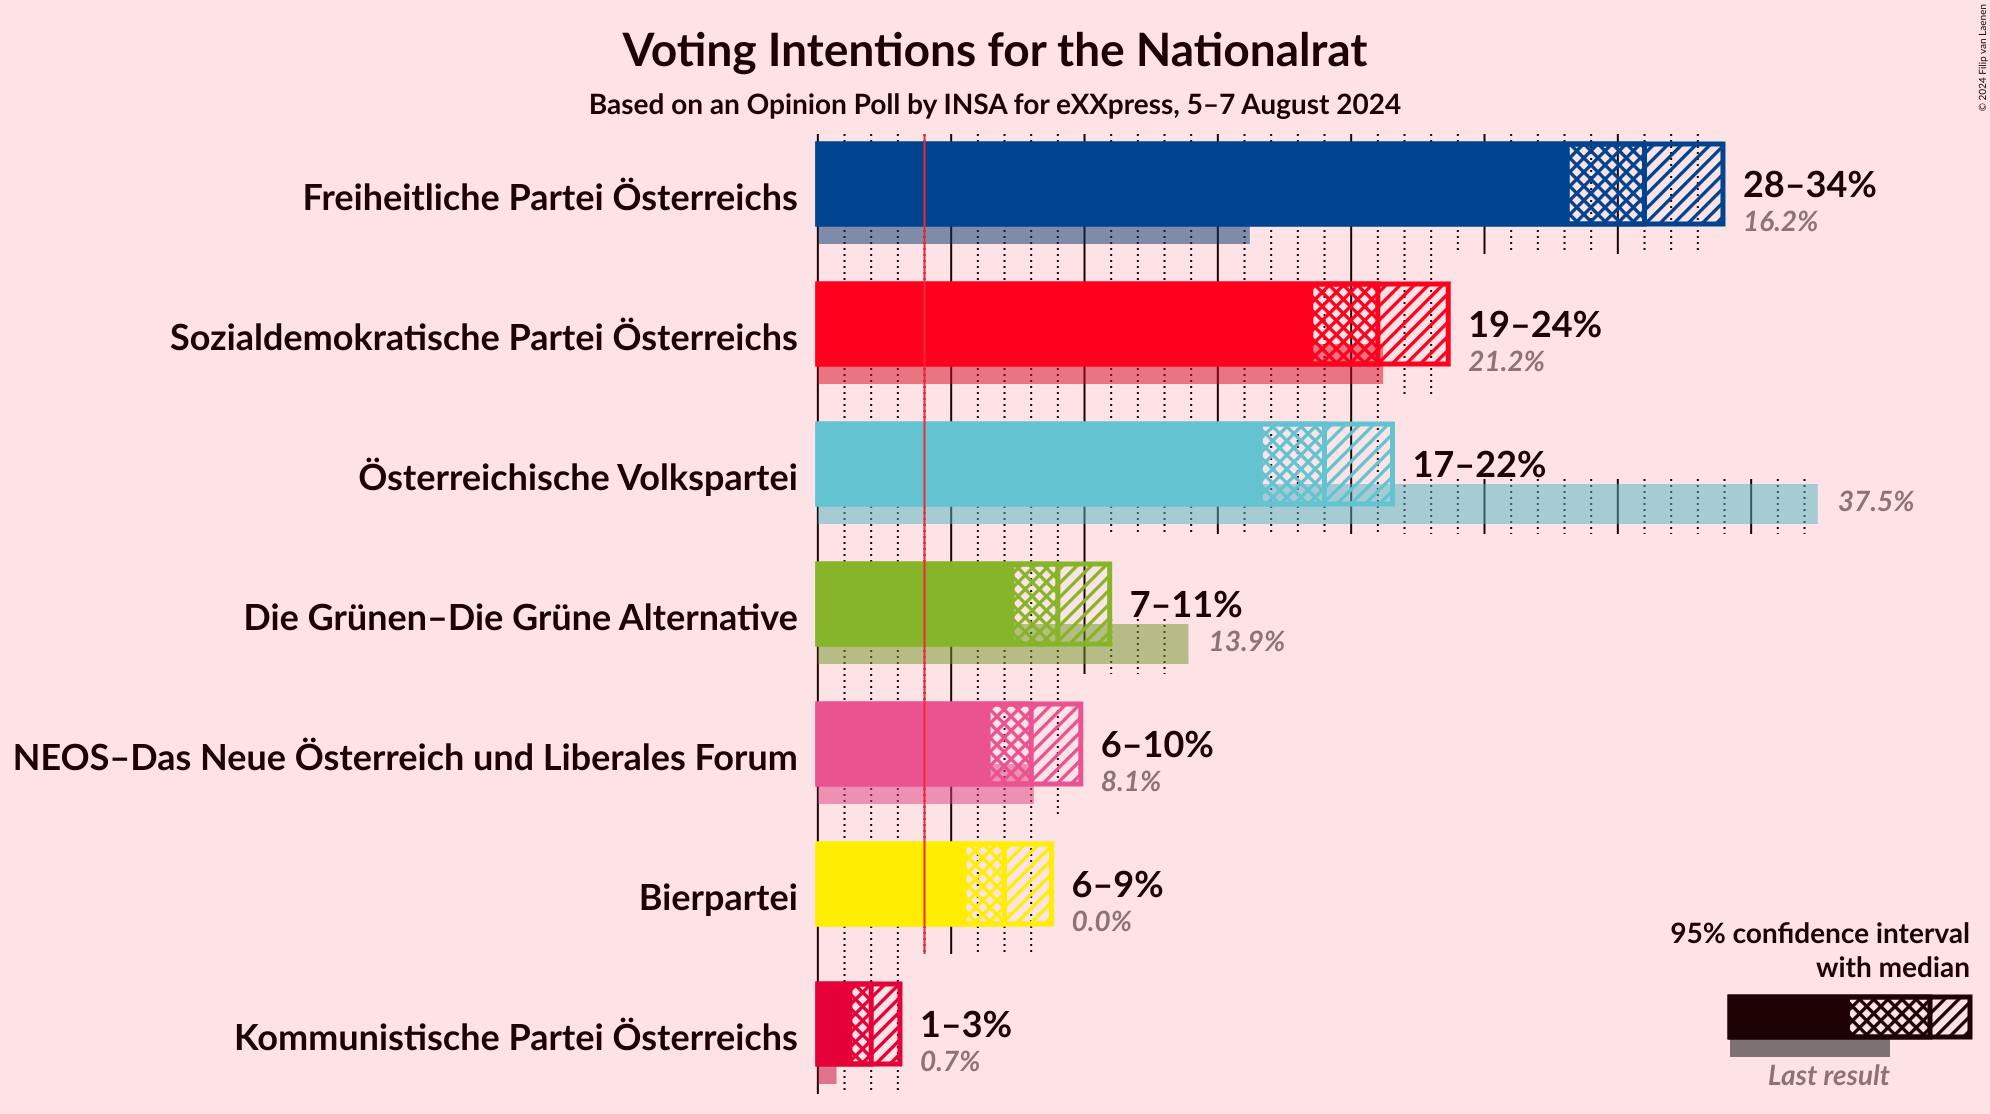 Voting Intentions for the Nationalrat
Based on an Opinion Poll by INSA for eXXpress, 5–7 August 2024
© 2024 Filip van Laenen
Freiheitliche Partei Österreichs
28–34%
16.2%
Sozialdemokratische Partei Österreichs
19–24%
21.2%
Österreichische Volkspartei
17–22%
37.5%
Die Grünen–Die Grüne Alternative
7–11%
13.9%
NEOS–Das Neue Österreich und Liberales Forum
6–10%
8.1%
Bierpartei
6–9%
0.0%
Kommunistische Partei Österreichs
1–3%
0.7%
95% confidence interval
with median
Last result